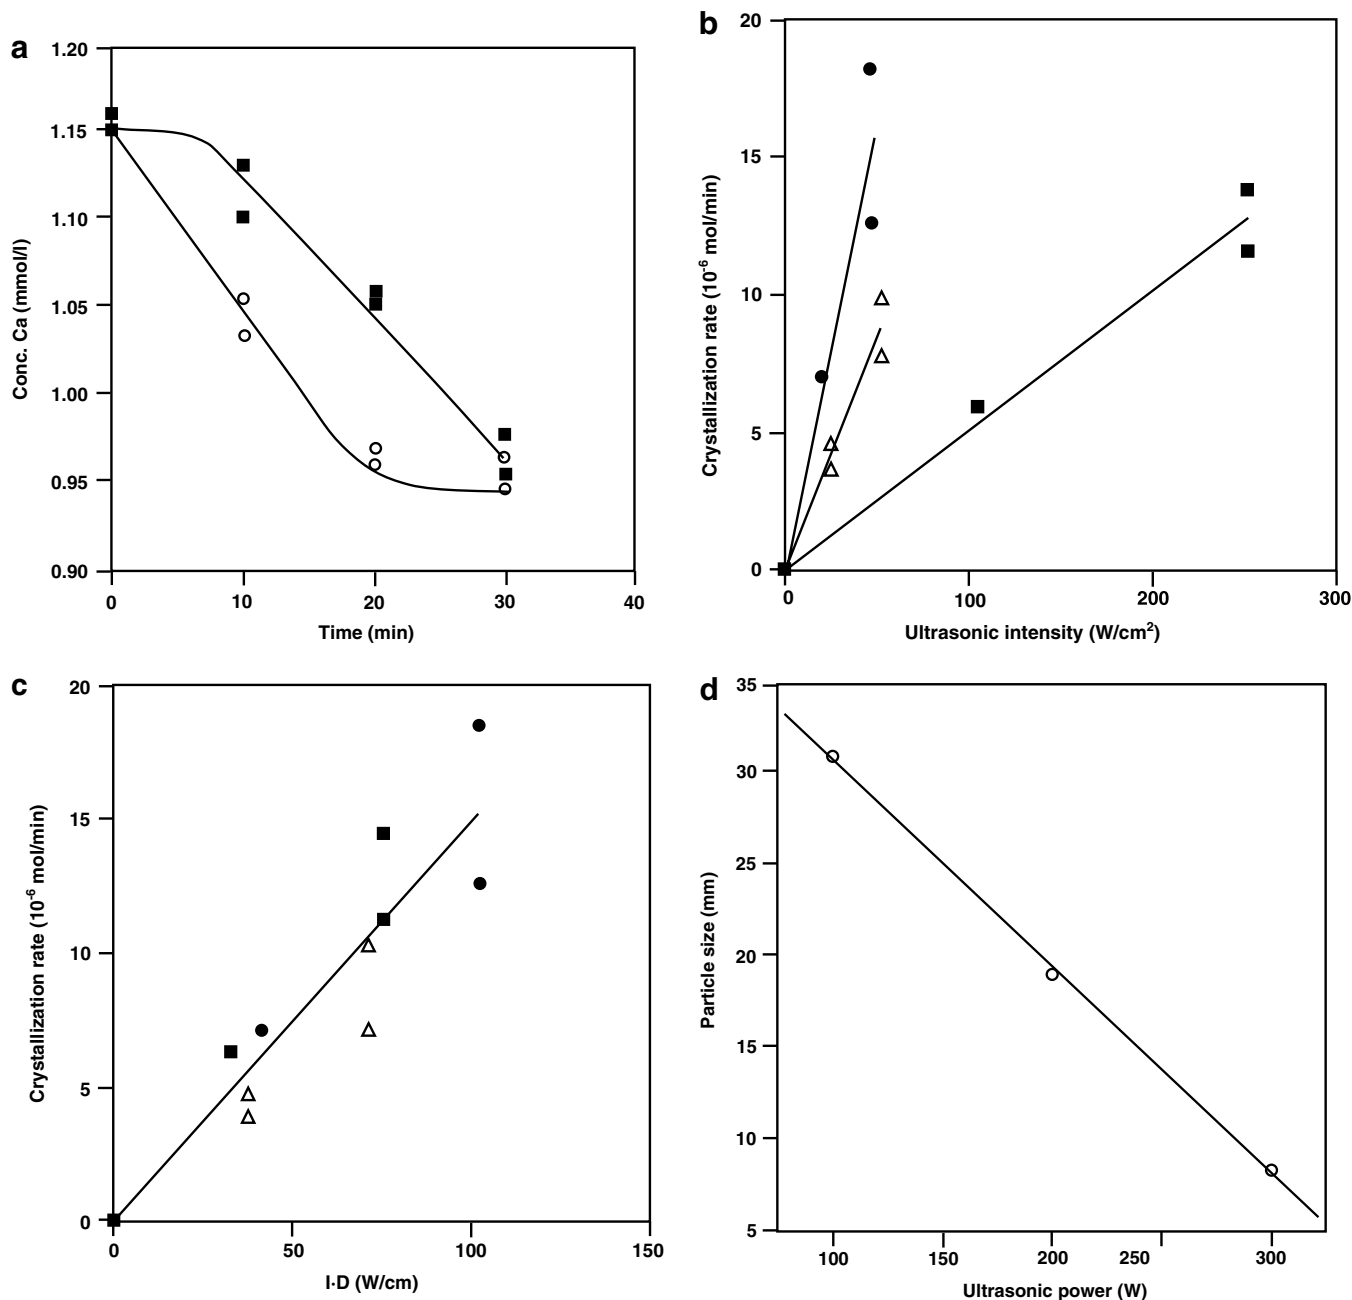 a
1.20
1.15
1.10
1.05
1.00
0.95
0.90
Conc. Ca (mmol/l)
0 10 20 30 40
Time (min)
b
20
15
10
5
0
Crystallization rate (10⁻⁶ mol/min)
0 100 200 300
Ultrasonic intensity (W/cm²)
c
20
15
10
5
0
Crystallization rate (10⁻⁶ mol/min)
0 50 100 150
I·D (W/cm)
d
35
30
25
20
15
10
5
Particle size (mm)
100 150 200 250 300
Ultrasonic power (W)